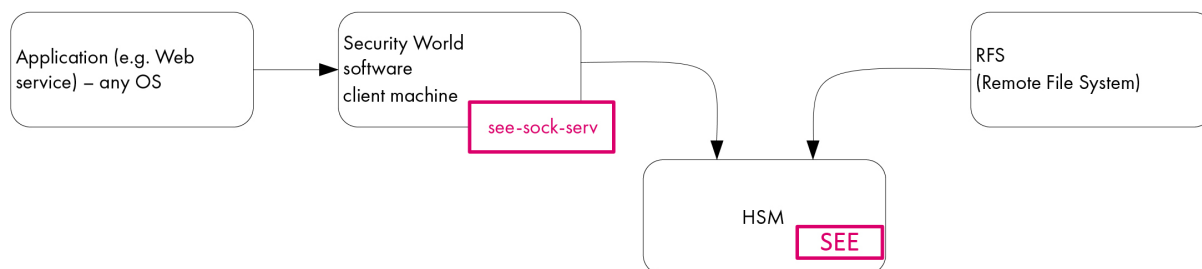 Application (e.g. Web
service) – any OS
Security World
software
client machine
see-sock-serv
RFS
(Remote File System)
HSM
SEE